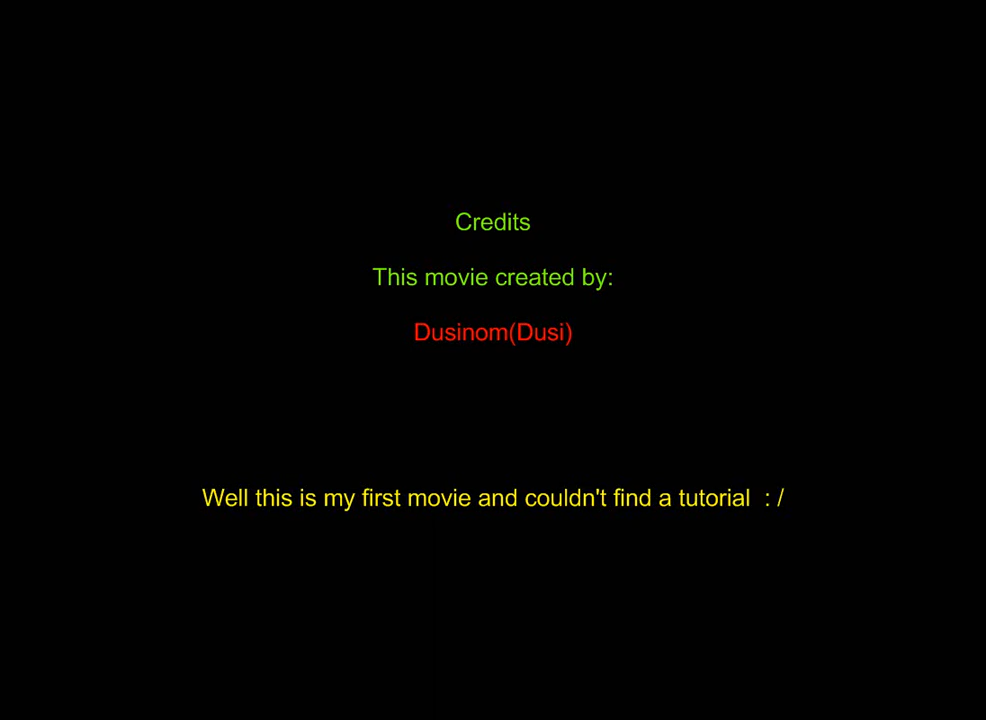 Credits
This movie created by:
Dusinom(Dusi)
Well this is my first movie and couldn't find a tutorial  : /